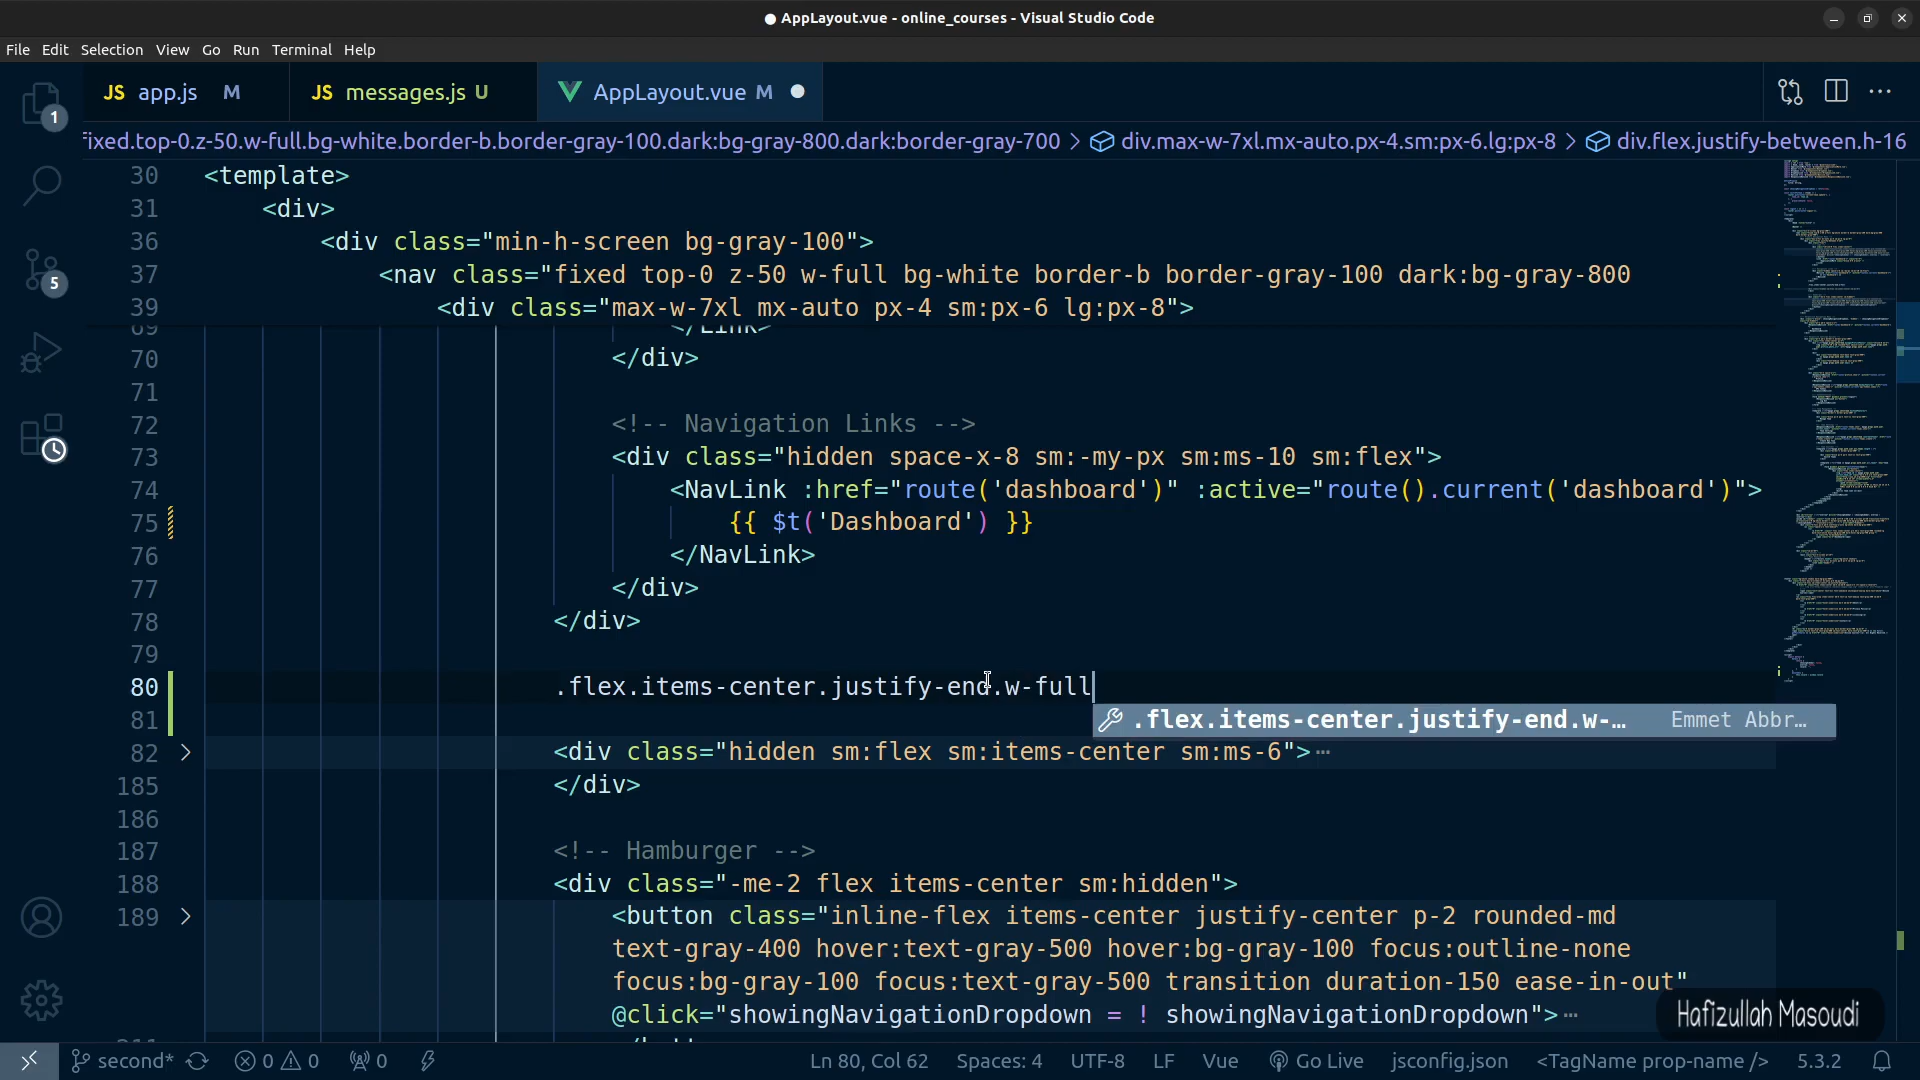 ● AppLayout.vue - online_courses - Visual Studio Code
File Edit Selection View Go Run Terminal Help
JS app.js M JS messages.js U AppLayout.vue M
fixed.top-0.z-50.w-full.bg-white.border-b.border-gray-100.dark:bg-gray-800.dark:border-gray-700 > div.max-w-7xl.mx-auto.px-4.sm:px-6.lg:px-8 > div.flex.justify-between.h-16
1
5
30 <template>
31 <div>
36 <div class="min-h-screen bg-gray-100">
37 <nav class="fixed top-0 z-50 w-full bg-white border-b border-gray-100 dark:bg-gray-800
39 <div class="max-w-7xl mx-auto px-4 sm:px-6 lg:px-8">
69 </Link>
70 </div>
71
72 <!-- Navigation Links -->
73 <div class="hidden space-x-8 sm:-my-px sm:ms-10 sm:flex">
74 <NavLink :href="route('dashboard')" :active="route().current('dashboard')">
75 {{ $t('Dashboard') }}
76 </NavLink>
77 </div>
78 </div>
79
80 .flex.items-center.justify-end.w-full
81 .flex.items-center.justify-end.w-… Emmet Abbr…
82 <div class="hidden sm:flex sm:items-center sm:ms-6">…
185 </div>
186
187 <!-- Hamburger -->
188 <div class="-me-2 flex items-center sm:hidden">
189 <button class="inline-flex items-center justify-center p-2 rounded-md
text-gray-400 hover:text-gray-500 hover:bg-gray-100 focus:outline-none
focus:bg-gray-100 focus:text-gray-500 transition duration-150 ease-in-out"
@click="showingNavigationDropdown = ! showingNavigationDropdown">…
Hafizullah Masoudi
second* 0 0 0 Ln 80, Col 62 Spaces: 4 UTF-8 LF Vue Go Live jsconfig.json <TagName prop-name /> 5.3.2